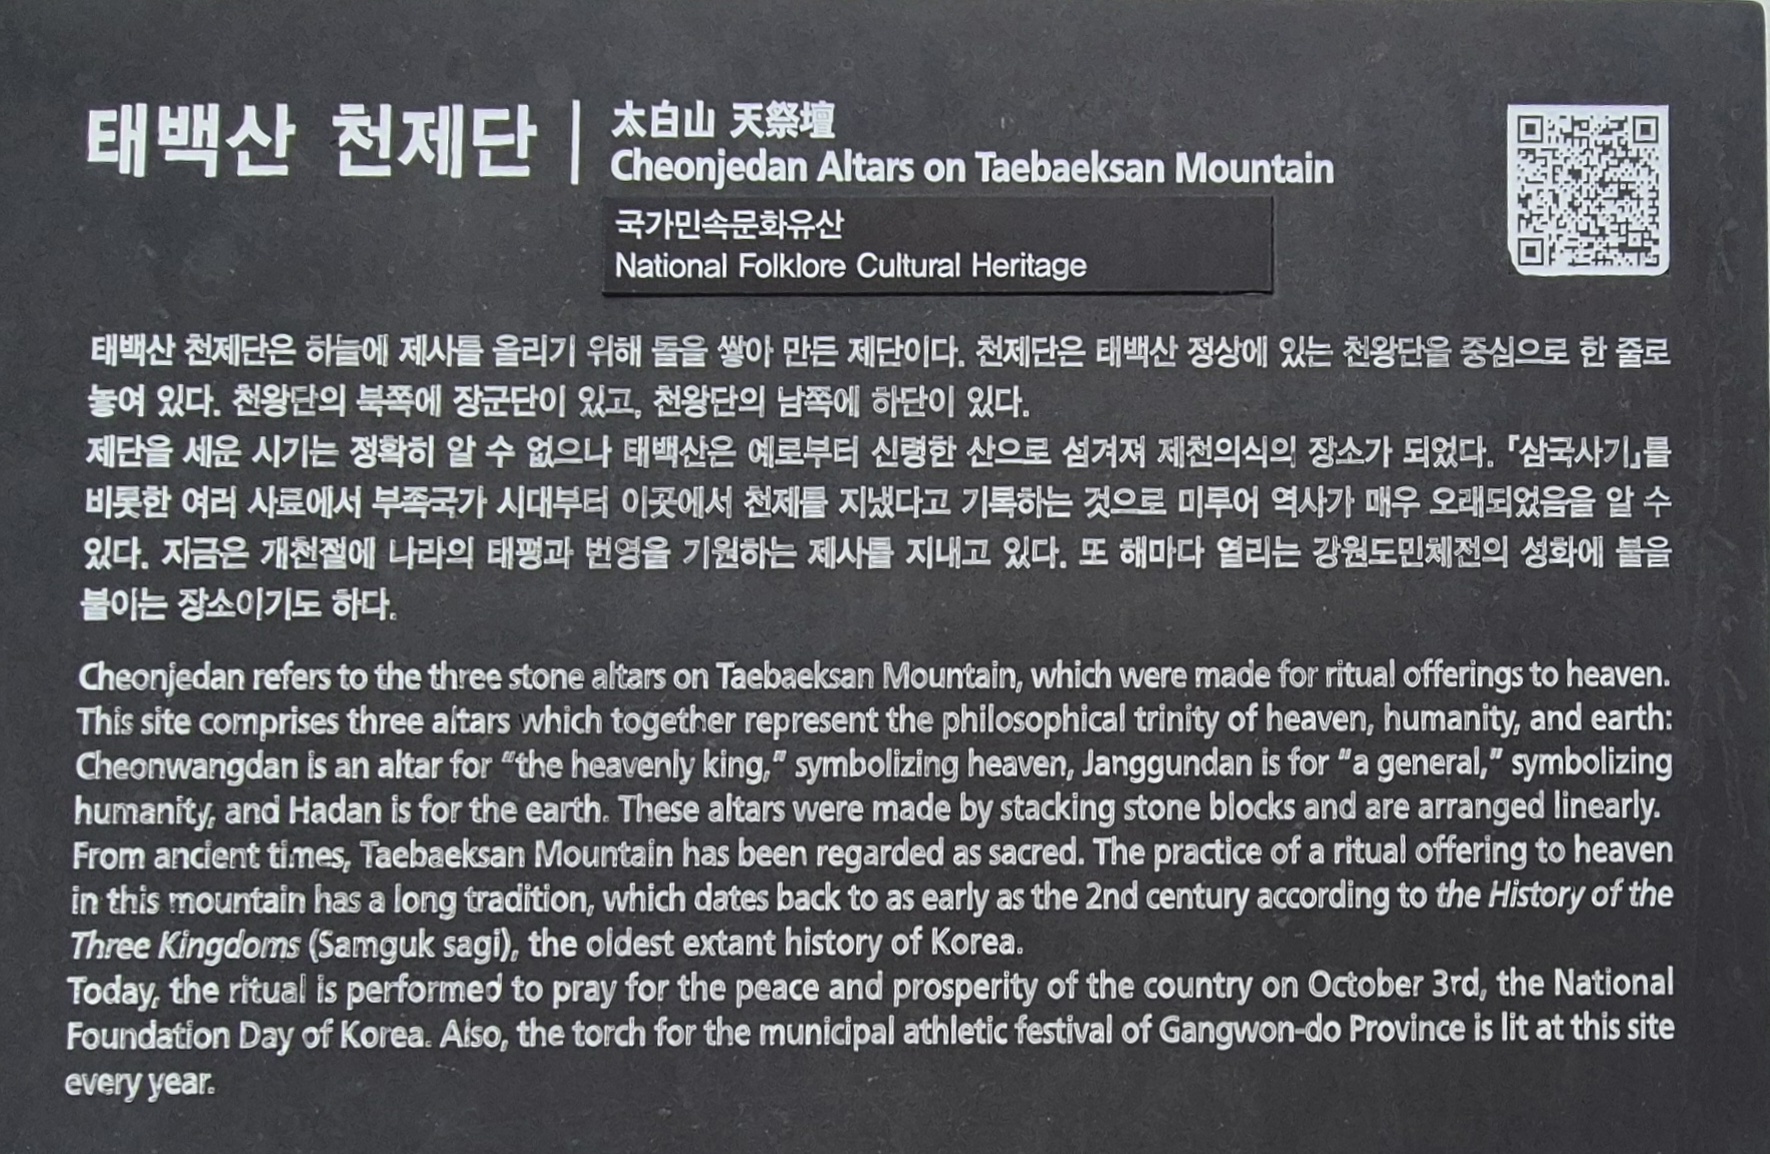 태백산 천제단
太白山 天祭壇
Cheonjedan Altars on Taebaeksan Mountain
국가민속문화유산
National Folklore Cultural Heritage
태백산 천제단은 하늘에 제사를 올리기 위해 돌을 쌓아 만든 제단이다. 천제단은 태백산 정상에 있는 천왕단을 중심으로 한 줄로
놓여 있다. 천왕단의 북쪽에 장군단이 있고, 천왕단의 남쪽에 하단이 있다.
제단을 세운 시기는 정확히 알 수 없으나 태백산은 예로부터 신령한 산으로 섬겨져 제천의식의 장소가 되었다. 『삼국사기』를
비롯한 여러 사료에서 부족국가 시대부터 이곳에서 천제를 지냈다고 기록하는 것으로 미루어 역사가 매우 오래되었음을 알 수
있다. 지금은 개천절에 나라의 태평과 번영을 기원하는 제사를 지내고 있다. 또 해마다 열리는 강원도민체전의 성화에 불을
붙이는 장소이기도 하다.
Cheonjedan refers to the three stone altars on Taebaeksan Mountain, which were made for ritual offerings to heaven.
This site comprises three altars which together represent the philosophical trinity of heaven, humanity, and earth:
Cheonwangdan is an altar for “the heavenly king,” symbolizing heaven, Janggundan is for “a general,” symbolizing
humanity, and Hadan is for the earth. These altars were made by stacking stone blocks and are arranged linearly.
From ancient times, Taebaeksan Mountain has been regarded as sacred. The practice of a ritual offering to heaven
in this mountain has a long tradition, which dates back to as early as the 2nd century according to the History of the
Three Kingdoms (Samguk sagi), the oldest extant history of Korea.
Today, the ritual is performed to pray for the peace and prosperity of the country on October 3rd, the National
Foundation Day of Korea. Also, the torch for the municipal athletic festival of Gangwon-do Province is lit at this site
every year.